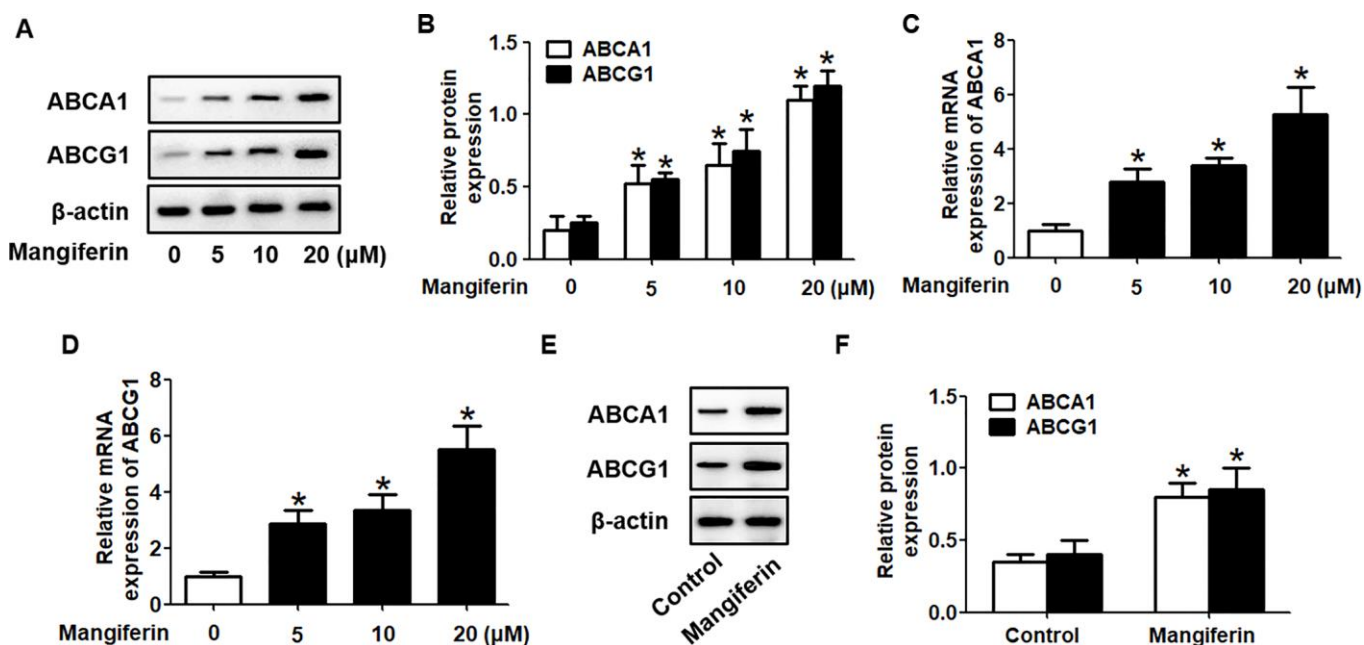 A
ABCA1
ABCG1
β-actin
Mangiferin 0 5 10 20 (μM)
B
Relative protein
expression
1.5
1.0
0.5
0.0
ABCA1
ABCG1
* * * * * *
Mangiferin 0 5 10 20 (μM)
C
Relative mRNA
expression of ABCA1
8
6
4
2
0
* * *
Mangiferin 0 5 10 20 (μM)
D
Relative mRNA
expression of ABCG1
8
6
4
2
0
* * *
Mangiferin 0 5 10 20 (μM)
E
ABCA1
ABCG1
β-actin
Control
Mangiferin
F
Relative protein
expression
1.5
1.0
0.5
0.0
ABCA1
ABCG1
* *
Control Mangiferin